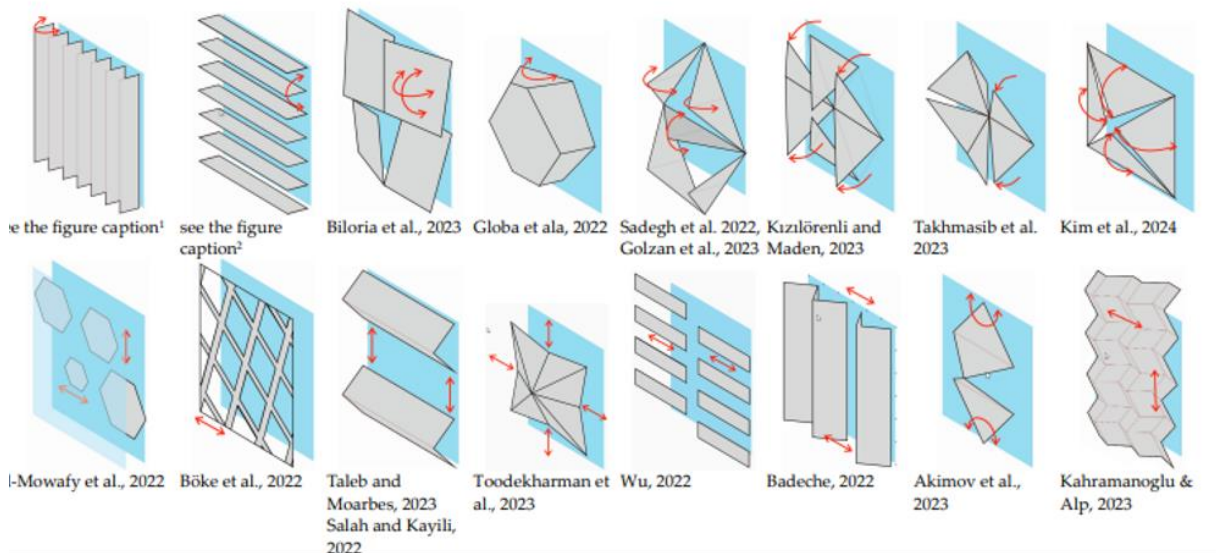 e the figure caption¹
see the figure
caption²
Biloria et al., 2023
Globa et ala, 2022
Sadegh et al. 2022,
Golzan et al., 2023
Kızılörenli and
Maden, 2023
Takhmasib et al.
2023
Kim et al., 2024
l-Mowafy et al., 2022
Böke et al., 2022
Taleb and
Moarbes, 2023
Salah and Kayili,
2022
Toodekharman et
al., 2023
Wu, 2022
Badeche, 2022
Akimov et al.,
2023
Kahramanoglu &
Alp, 2023